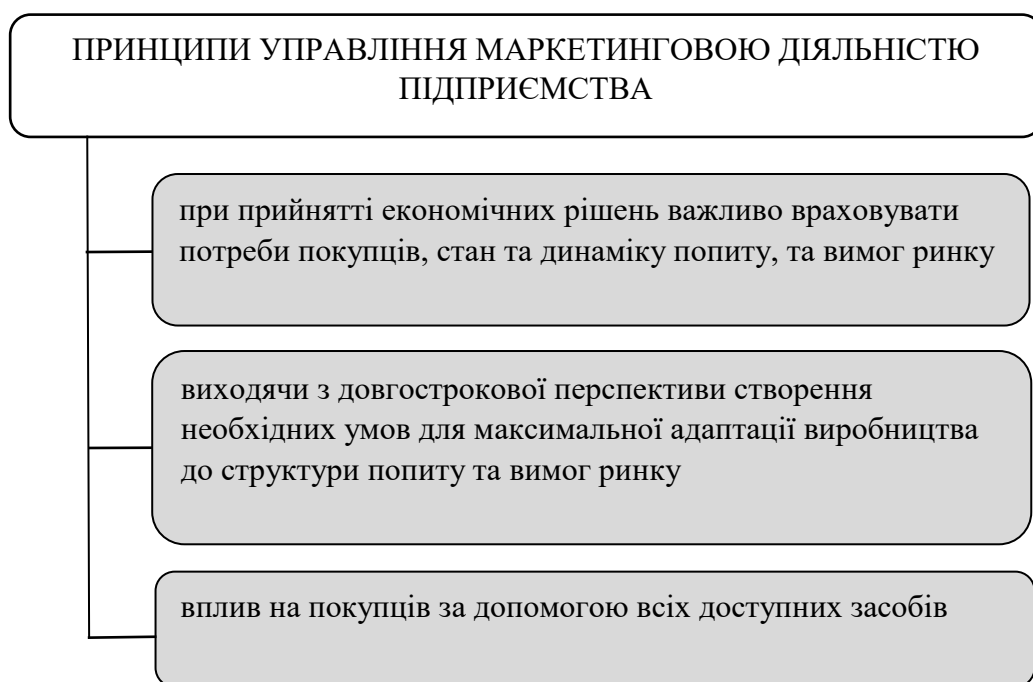 ПРИНЦИПИ УПРАВЛІННЯ МАРКЕТИНГОВОЮ ДІЯЛЬНІСТЮ
ПІДПРИЄМСТВА
при прийнятті економічних рішень важливо враховувати
потреби покупців, стан та динаміку попиту, та вимог ринку
виходячи з довгострокової перспективи створення
необхідних умов для максимальної адаптації виробництва
до структури попиту та вимог ринку
вплив на покупців за допомогою всіх доступних засобів